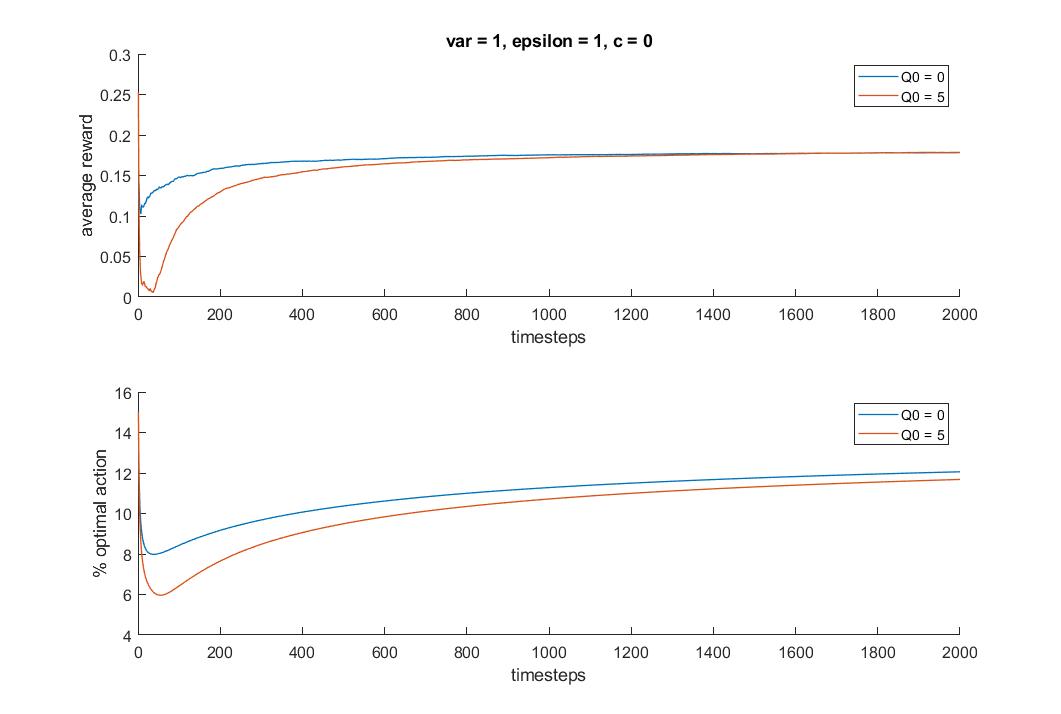 var = 1, epsilon = 1, c = 0
average reward
0.3
0.25
0.2
0.15
0.1
0.05
0
Q0 = 0
Q0 = 5
0 200 400 600 800 1000 1200 1400 1600 1800 2000
timesteps
% optimal action
16
14
12
10
8
6
4
Q0 = 0
Q0 = 5
0 200 400 600 800 1000 1200 1400 1600 1800 2000
timesteps